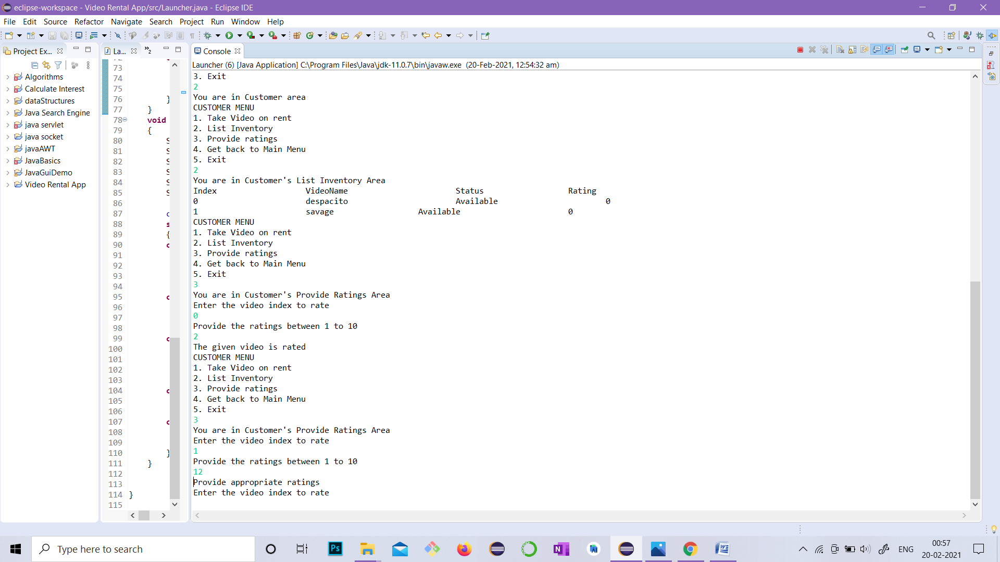 eclipse-workspace - Video Rental App/src/Launcher.java - Eclipse IDE
File Edit Source Refactor Navigate Search Project Run Window Help
Project Ex...
La...
2
Console
Launcher (6) [Java Application] C:\Program Files\Java\jdk-11.0.7\bin\javaw.exe (20-Feb-2021, 12:54:32 am)
Algorithms
Calculate Interest
dataStructures
Java Search Engine
java servlet
java socket
javaAWT
JavaBasics
JavaGuiDemo
Video Rental App
73
74
75
76 }
77 }
78 void
79 {
80 S
81 S
82 S
83 S
84 S
85 S
86
87 c
88 s
89 {
90 c
91
92
93
94
95 c
96
97
98
99 c
100
101
102
103
104 c
105
106
107 c
108
109
110 }
111 }
112
113
114 }
115
3. Exit
2
You are in Customer area
CUSTOMER MENU
1. Take Video on rent
2. List Inventory
3. Provide ratings
4. Get back to Main Menu
5. Exit
2
You are in Customer's List Inventory Area
Index VideoName Status Rating
0 despacito Available 0
1 savage Available 0
CUSTOMER MENU
1. Take Video on rent
2. List Inventory
3. Provide ratings
4. Get back to Main Menu
5. Exit
3
You are in Customer's Provide Ratings Area
Enter the video index to rate
0
Provide the ratings between 1 to 10
2
The given video is rated
CUSTOMER MENU
1. Take Video on rent
2. List Inventory
3. Provide ratings
4. Get back to Main Menu
5. Exit
3
You are in Customer's Provide Ratings Area
Enter the video index to rate
1
Provide the ratings between 1 to 10
12
Provide appropriate ratings
Enter the video index to rate
Type here to search
Ps
N
W
ENG
00:57
20-02-2021